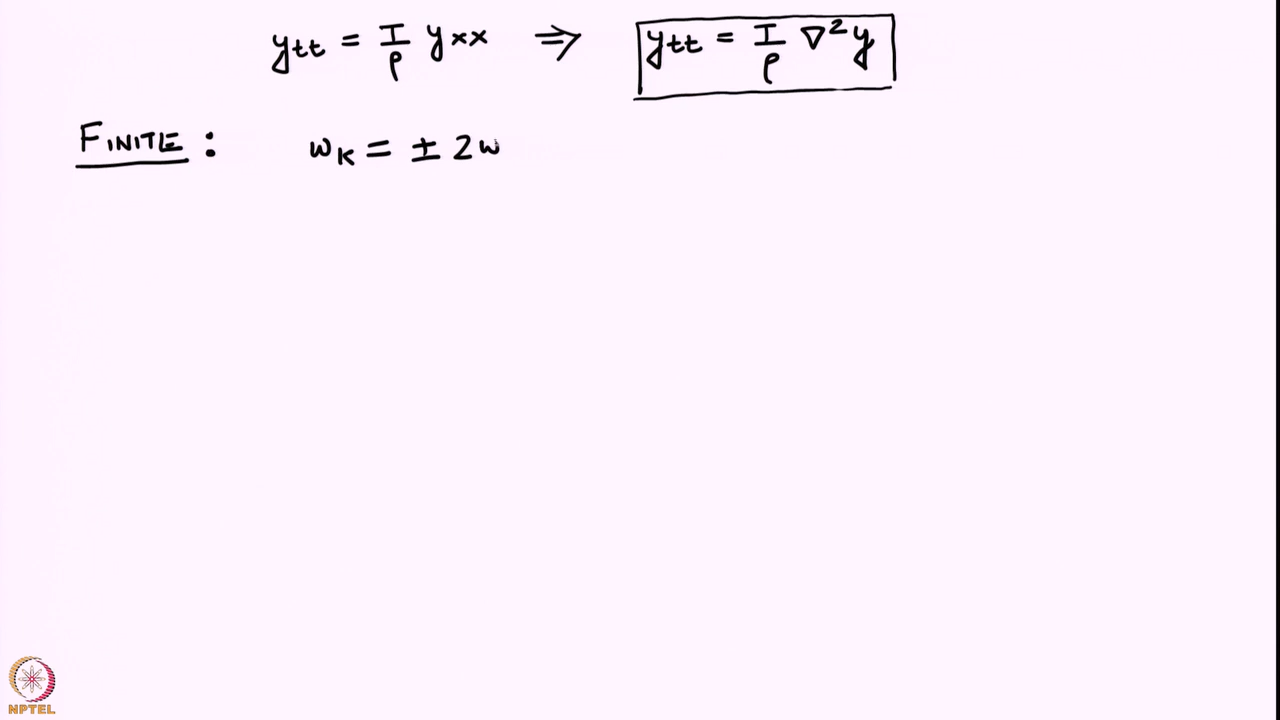 ytt = T/ρ yxx ⇒ ytt = T/ρ ∇²y
FINITE : ωK = ± 2ω
NPTEL